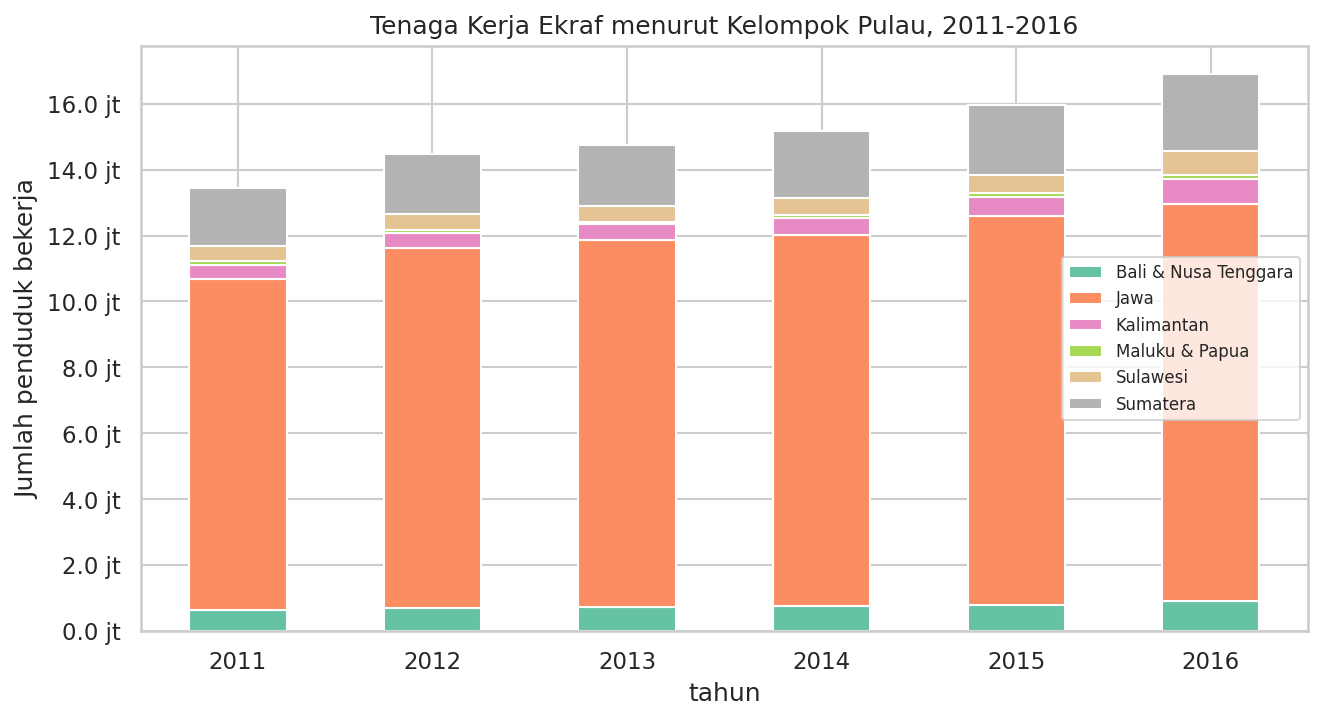 Tenaga Kerja Ekraf menurut Kelompok Pulau, 2011-2016
Jumlah penduduk bekerja
16.0 jt
14.0 jt
12.0 jt
10.0 jt
8.0 jt
6.0 jt
4.0 jt
2.0 jt
0.0 jt
Bali & Nusa Tenggara
Jawa
Kalimantan
Maluku & Papua
Sulawesi
Sumatera
2011 2012 2013 2014 2015 2016
tahun